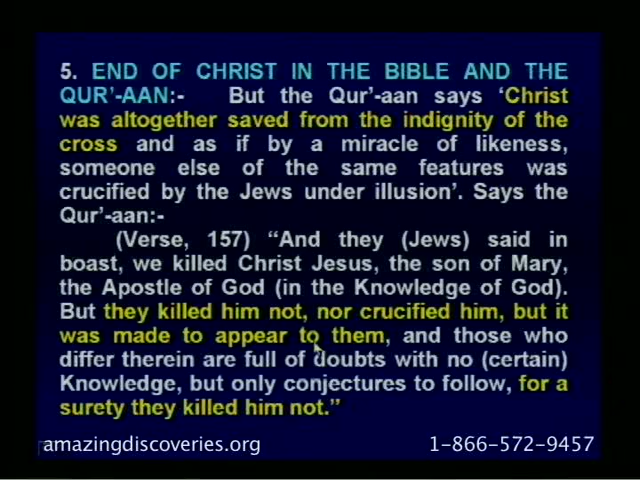 5. END OF CHRIST IN THE BIBLE AND THE
QUR'-AAN:- But the Qur'-aan says 'Christ
was altogether saved from the indignity of the
cross and as if by a miracle of likeness,
someone else of the same features was
crucified by the Jews under illusion'. Says the
Qur'-aan:-
(Verse, 157) "And they (Jews) said in
boast, we killed Christ Jesus, the son of Mary,
the Apostle of God (in the Knowledge of God).
But they killed him not, nor crucified him, but it
was made to appear to them, and those who
differ therein are full of doubts with no (certain)
Knowledge, but only conjectures to follow, for a
surety they killed him not."
amazingdiscoveries.org 1-866-572-9457